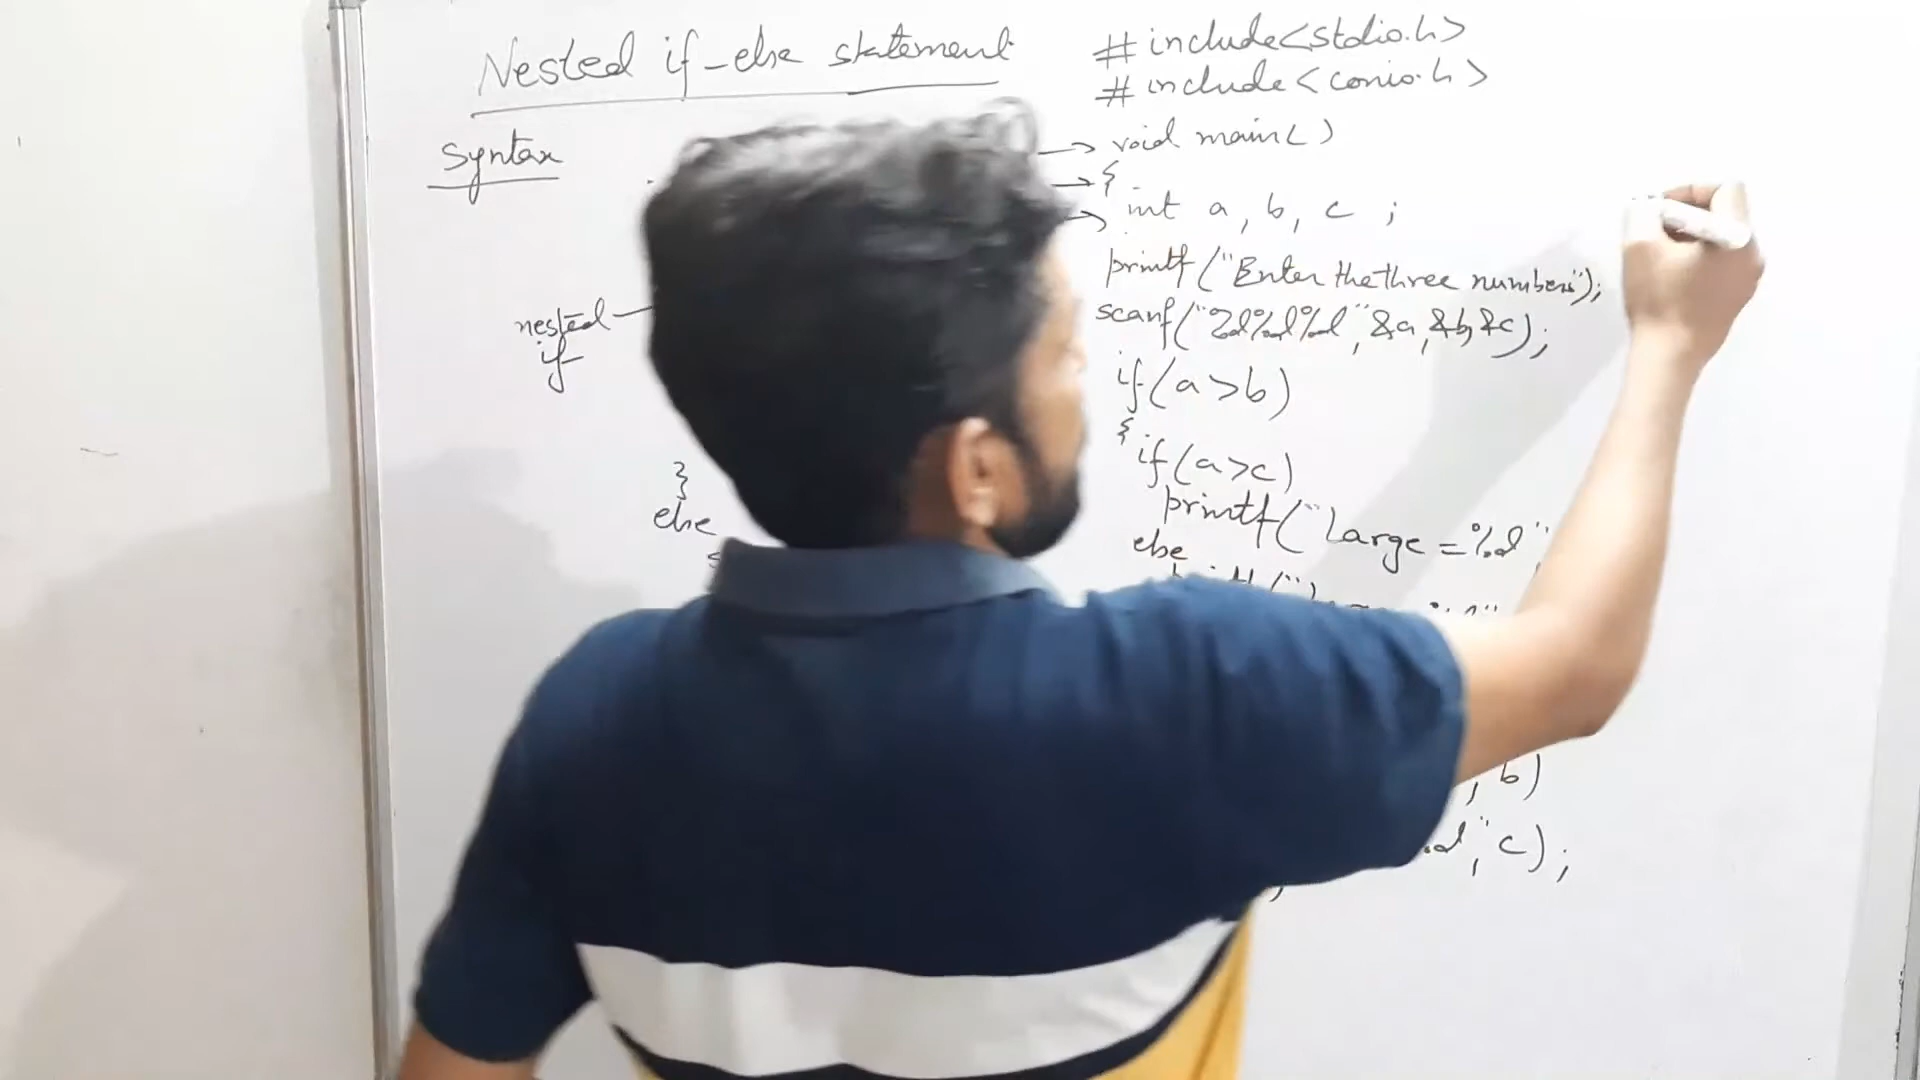 Nested if-else statement
Syntax
nested
if
}
else
#include<stdio.h>
#include<conio.h>
→ void main()
→ {
→ int a, b, c ;
printf("Enter the three numbers");
scanf("%d%d%d",&a,&b,&c);
if(a>b)
{
if(a>c)
printf("large =%d",
else
, b)
d",c);